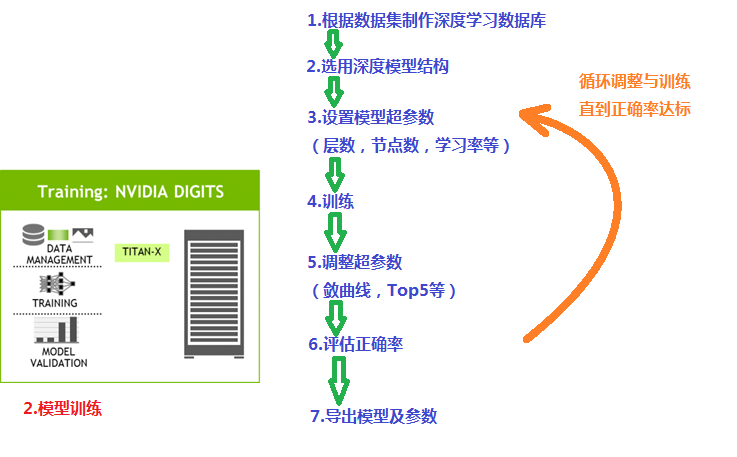 1.根据数据集制作深度学习数据库
2.选用深度模型结构
3.设置模型超参数
（层数，节点数，学习率等）
4.训练
5.调整超参数
（敛曲线，Top5等）
6.评估正确率
7.导出模型及参数
循环调整与训练
直到正确率达标
Training: NVIDIA DIGITS
DATA
MANAGEMENT
TITAN-X
TRAINING
MODEL
VALIDATION
2.模型训练